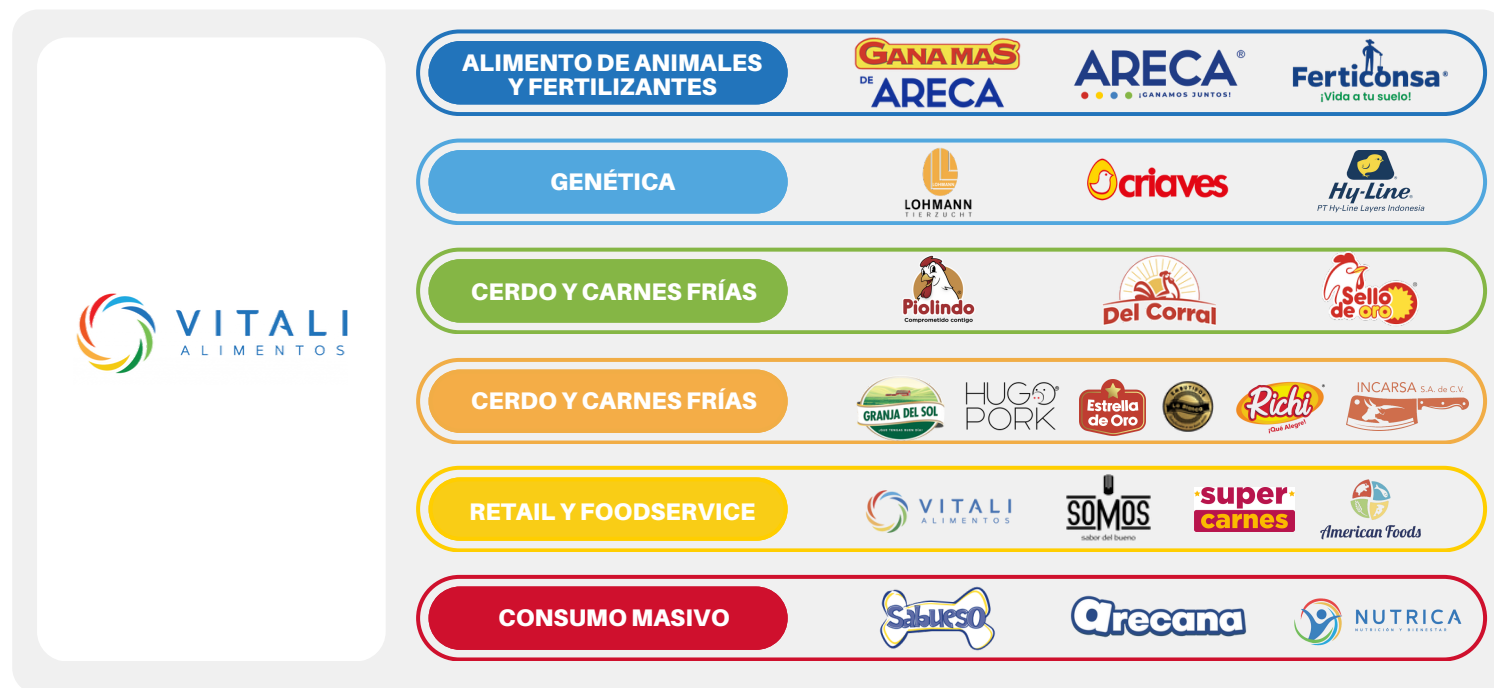 VITALI
ALIMENTOS
ALIMENTO DE ANIMALES
Y FERTILIZANTES
GANA MAS
DE ARECA
ARECA®
¡GANAMOS JUNTOS!
Ferticonsa®
¡Vida a tu suelo!
GENÉTICA
LOHMANN
LOHMANN
TIERZUCHT
criaves
Hy-Line®
PT Hy-Line Layers Indonesia
CERDO Y CARNES FRÍAS
Piolindo
Comprometido contigo
Del Corral
Sello
de oro
CERDO Y CARNES FRÍAS
GRANJA DEL SOL
HUGO
PORK
Estrella
de Oro
Richi
¡Qué Alegre!
INCARSA S.A. de C.V.
RETAIL Y FOODSERVICE
VITALI
ALIMENTOS
SOMOS
sabor del bueno
super
carnes
American Foods
CONSUMO MASIVO
Sabueso
arecana
NUTRICA
NUTRICIÓN Y BIENESTAR